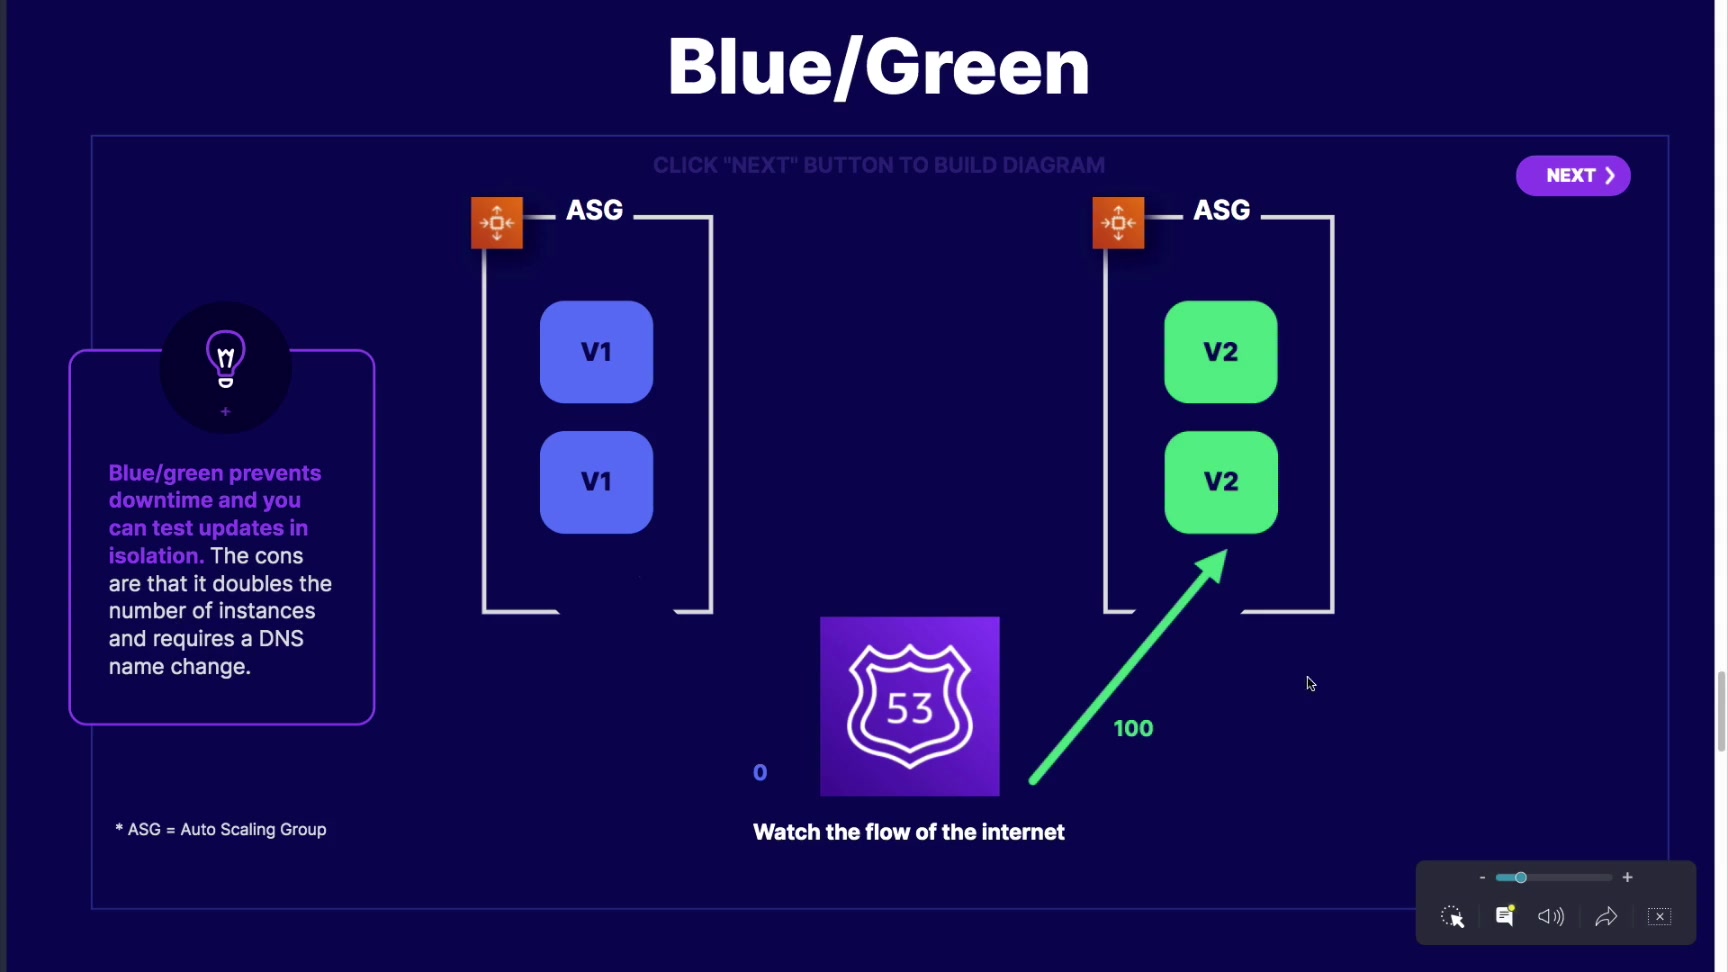 Blue/Green
CLICK "NEXT" BUTTON TO BUILD DIAGRAM
NEXT
ASG
ASG
V1
V2
V1
V2
Blue/green prevents
downtime and you
can test updates in
isolation. The cons
are that it doubles the
number of instances
and requires a DNS
name change.
53
100
0
* ASG = Auto Scaling Group
Watch the flow of the internet